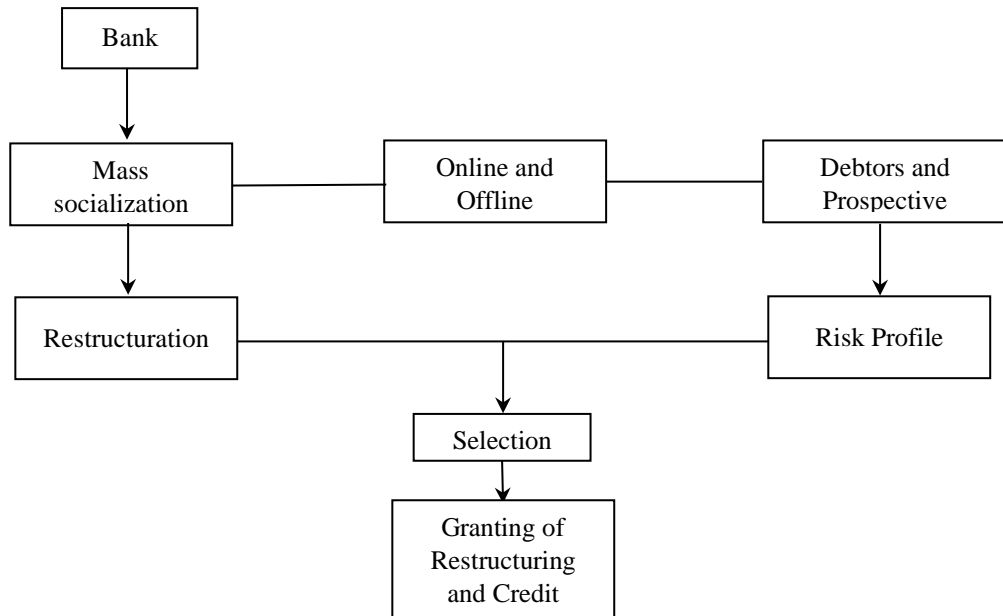 Bank
Mass
socialization
Online and
Offline
Debtors and
Prospective
Restructuration
Risk Profile
Selection
Granting of
Restructuring
and Credit